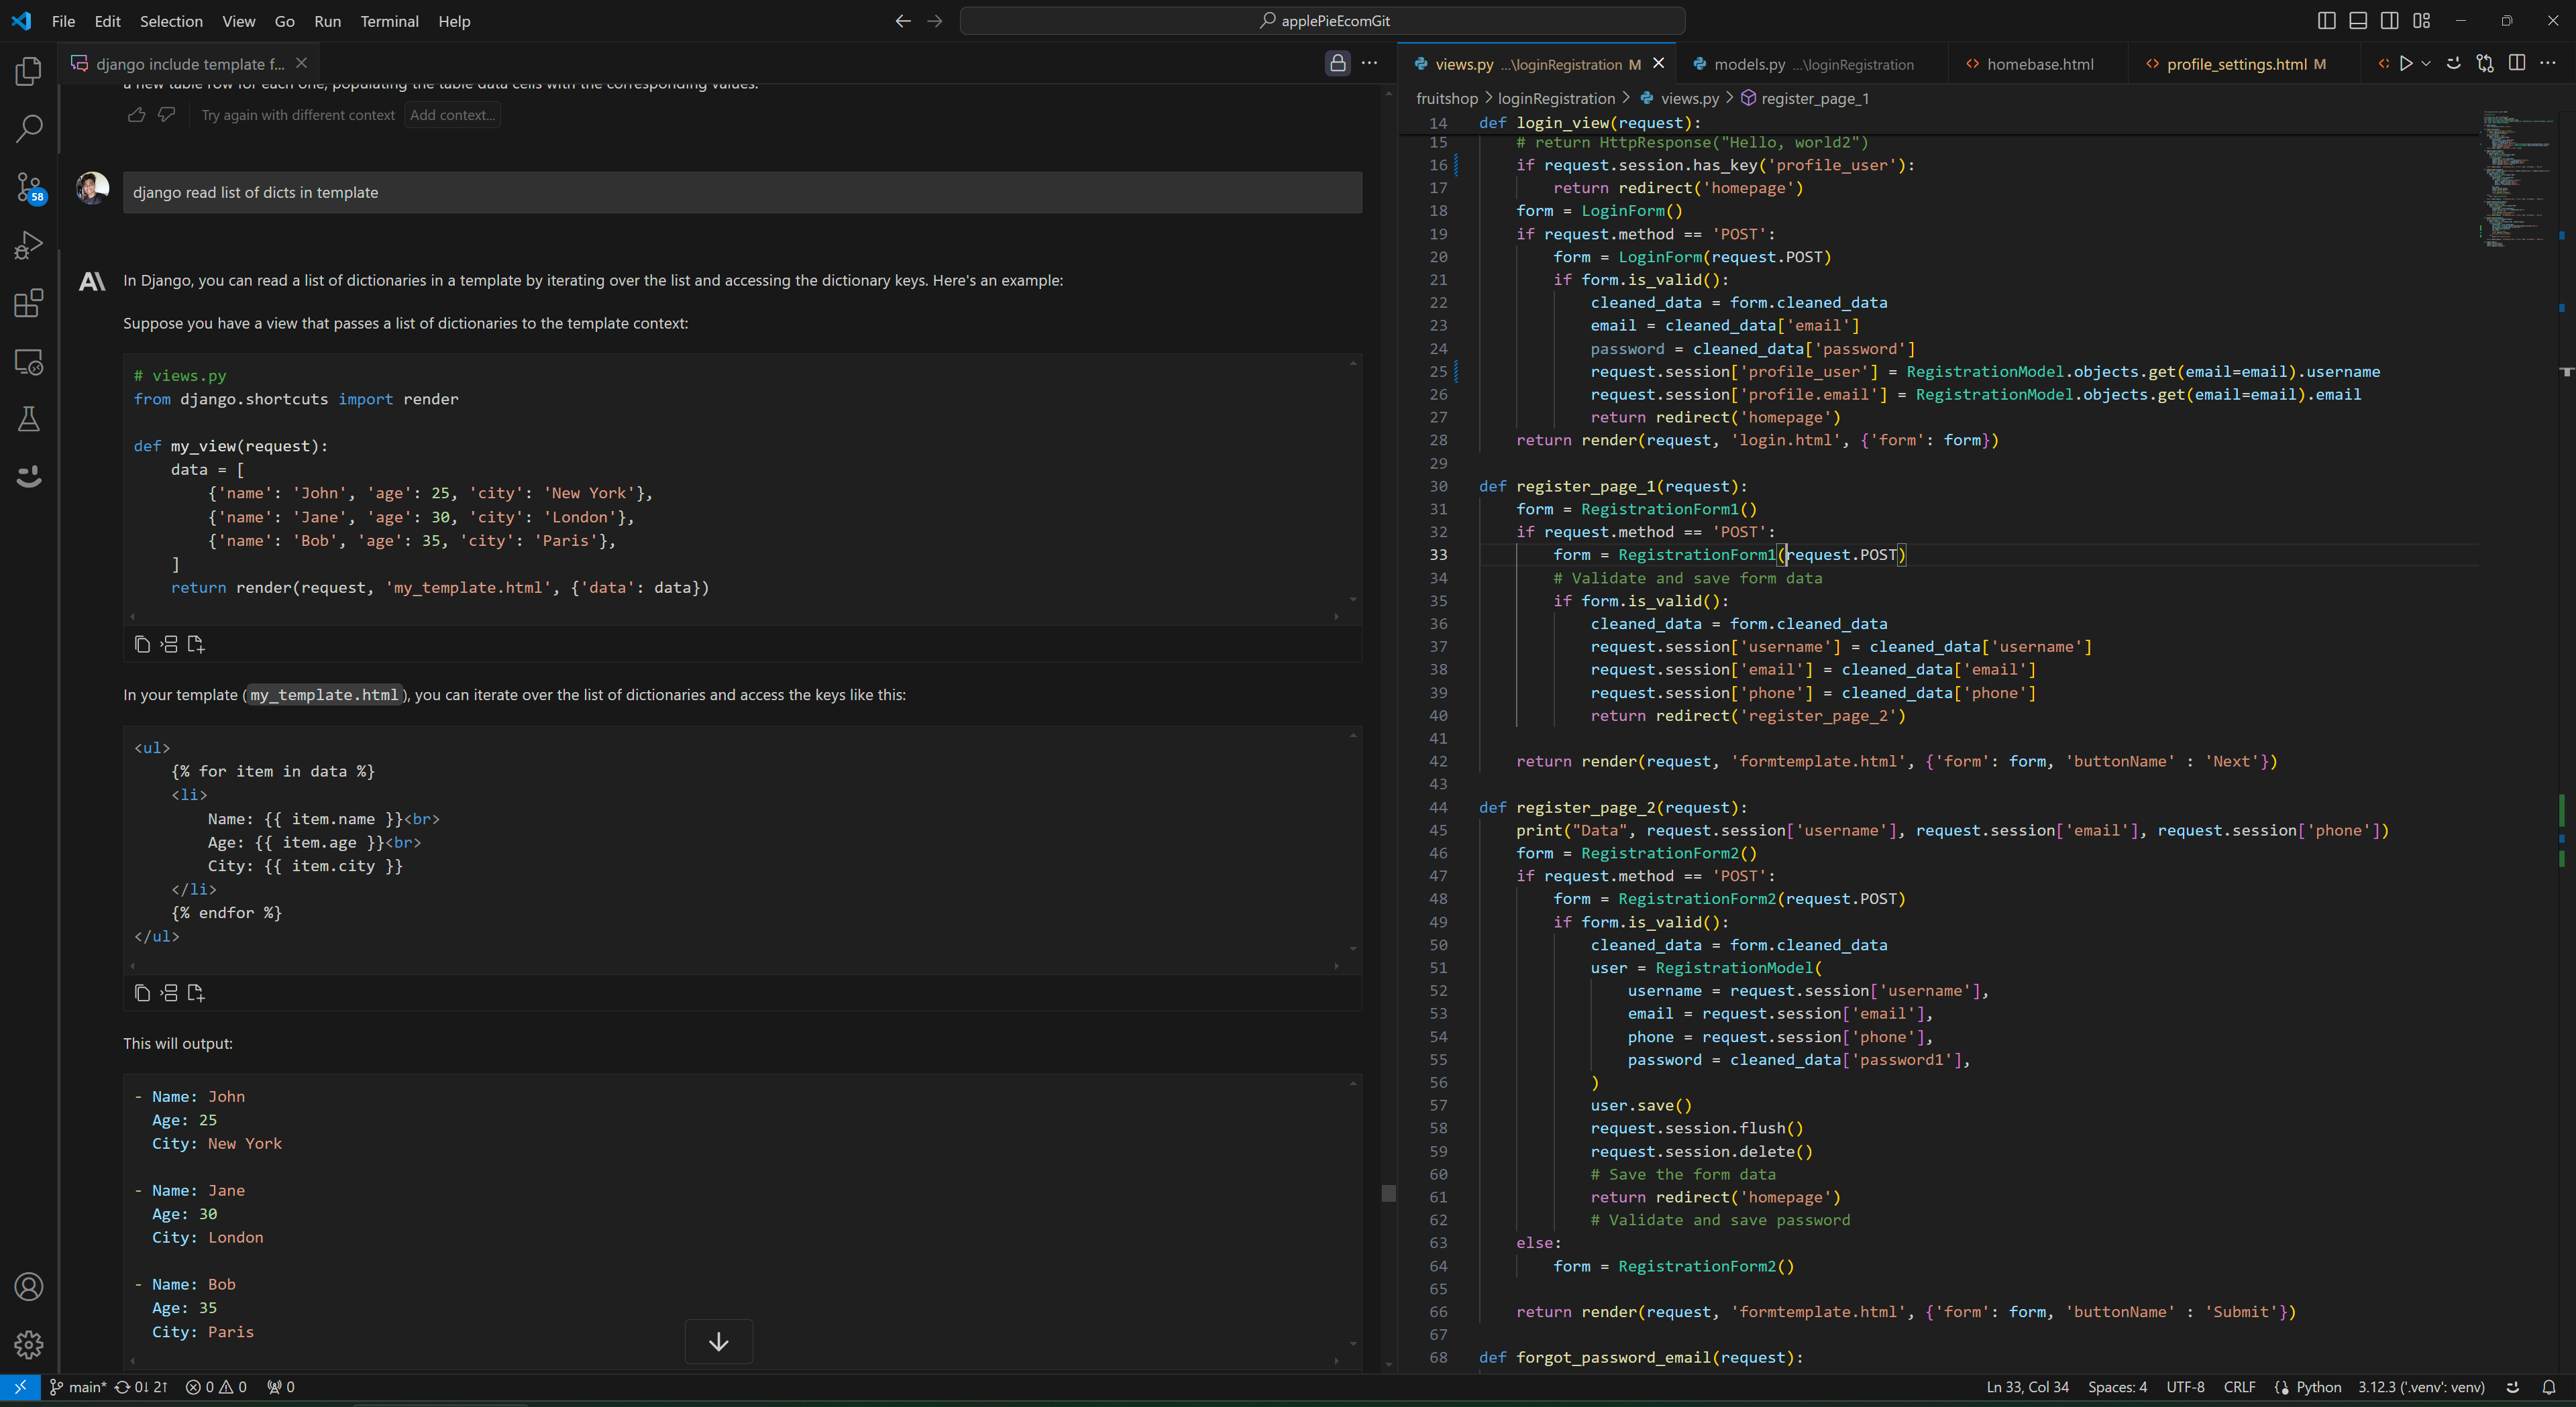 File Edit Selection View Go Run Terminal Help
applePieEcomGit
django include template f...
a new table row for each one, populating the table data cells with the corresponding values.
Try again with different context Add context...
58
django read list of dicts in template
In Django, you can read a list of dictionaries in a template by iterating over the list and accessing the dictionary keys. Here's an example:
Suppose you have a view that passes a list of dictionaries to the template context:
# views.py
from django.shortcuts import render
def my_view(request):
data = [
{'name': 'John', 'age': 25, 'city': 'New York'},
{'name': 'Jane', 'age': 30, 'city': 'London'},
{'name': 'Bob', 'age': 35, 'city': 'Paris'},
]
return render(request, 'my_template.html', {'data': data})
In your template (my_template.html), you can iterate over the list of dictionaries and access the keys like this:
<ul>
{% for item in data %}
<li>
Name: {{ item.name }}<br>
Age: {{ item.age }}<br>
City: {{ item.city }}
</li>
{% endfor %}
</ul>
This will output:
- Name: John
Age: 25
City: New York
- Name: Jane
Age: 30
City: London
- Name: Bob
Age: 35
City: Paris
views.py ...\loginRegistration M
models.py ...\loginRegistration
homebase.html
profile_settings.html M
fruitshop > loginRegistration > views.py > register_page_1
14 def login_view(request):
15 # return HttpResponse("Hello, world2")
16 if request.session.has_key('profile_user'):
17 return redirect('homepage')
18 form = LoginForm()
19 if request.method == 'POST':
20 form = LoginForm(request.POST)
21 if form.is_valid():
22 cleaned_data = form.cleaned_data
23 email = cleaned_data['email']
24 password = cleaned_data['password']
25 request.session['profile_user'] = RegistrationModel.objects.get(email=email).username
26 request.session['profile.email'] = RegistrationModel.objects.get(email=email).email
27 return redirect('homepage')
28 return render(request, 'login.html', {'form': form})
29
30 def register_page_1(request):
31 form = RegistrationForm1()
32 if request.method == 'POST':
33 form = RegistrationForm1(request.POST)
34 # Validate and save form data
35 if form.is_valid():
36 cleaned_data = form.cleaned_data
37 request.session['username'] = cleaned_data['username']
38 request.session['email'] = cleaned_data['email']
39 request.session['phone'] = cleaned_data['phone']
40 return redirect('register_page_2')
41
42 return render(request, 'formtemplate.html', {'form': form, 'buttonName' : 'Next'})
43
44 def register_page_2(request):
45 print("Data", request.session['username'], request.session['email'], request.session['phone'])
46 form = RegistrationForm2()
47 if request.method == 'POST':
48 form = RegistrationForm2(request.POST)
49 if form.is_valid():
50 cleaned_data = form.cleaned_data
51 user = RegistrationModel(
52 username = request.session['username'],
53 email = request.session['email'],
54 phone = request.session['phone'],
55 password = cleaned_data['password1'],
56 )
57 user.save()
58 request.session.flush()
59 request.session.delete()
60 # Save the form data
61 return redirect('homepage')
62 # Validate and save password
63 else:
64 form = RegistrationForm2()
65
66 return render(request, 'formtemplate.html', {'form': form, 'buttonName' : 'Submit'})
67
68 def forgot_password_email(request):
main* 0↓ 2↑ 0 0 0
Ln 33, Col 34 Spaces: 4 UTF-8 CRLF Python 3.12.3 ('.venv': venv)